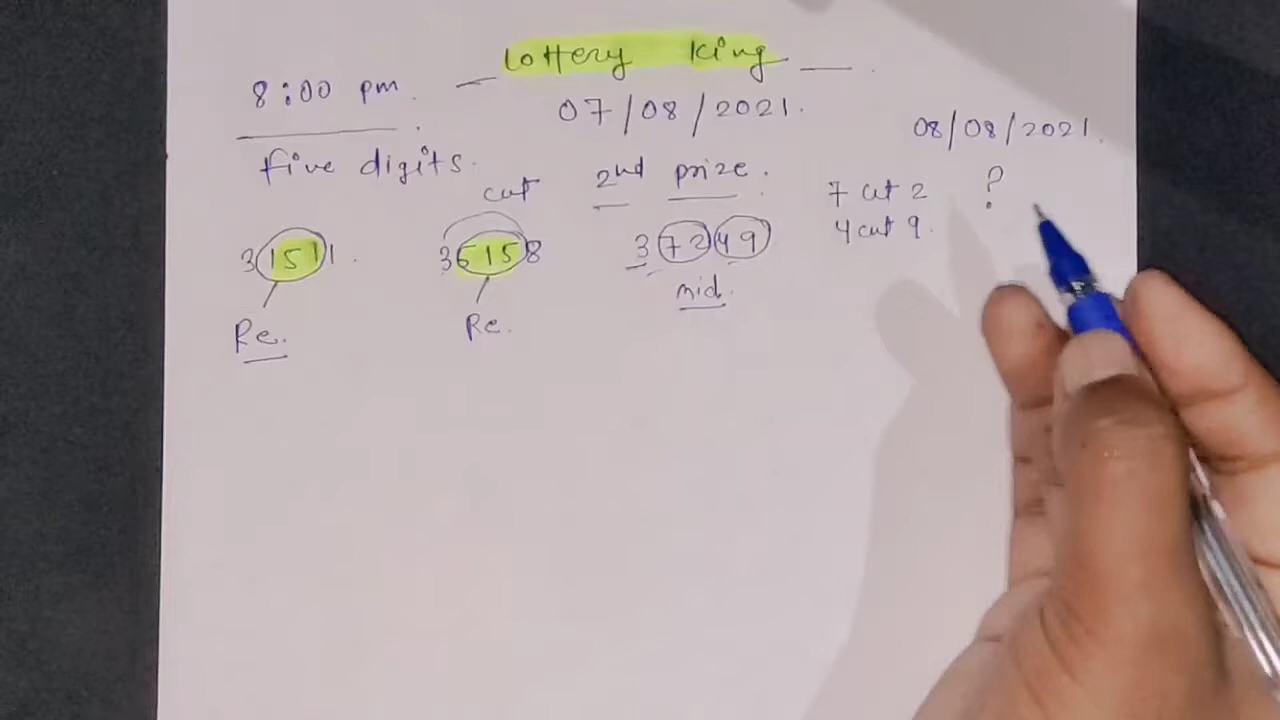 Lottery King
8:00 pm.
07/08/2021.
08/08/2021.
five digits.
2nd prize.
cut
7 cut 2
?
4 cut 9.
31511.
35158
37249
mid.
Re.
Re.